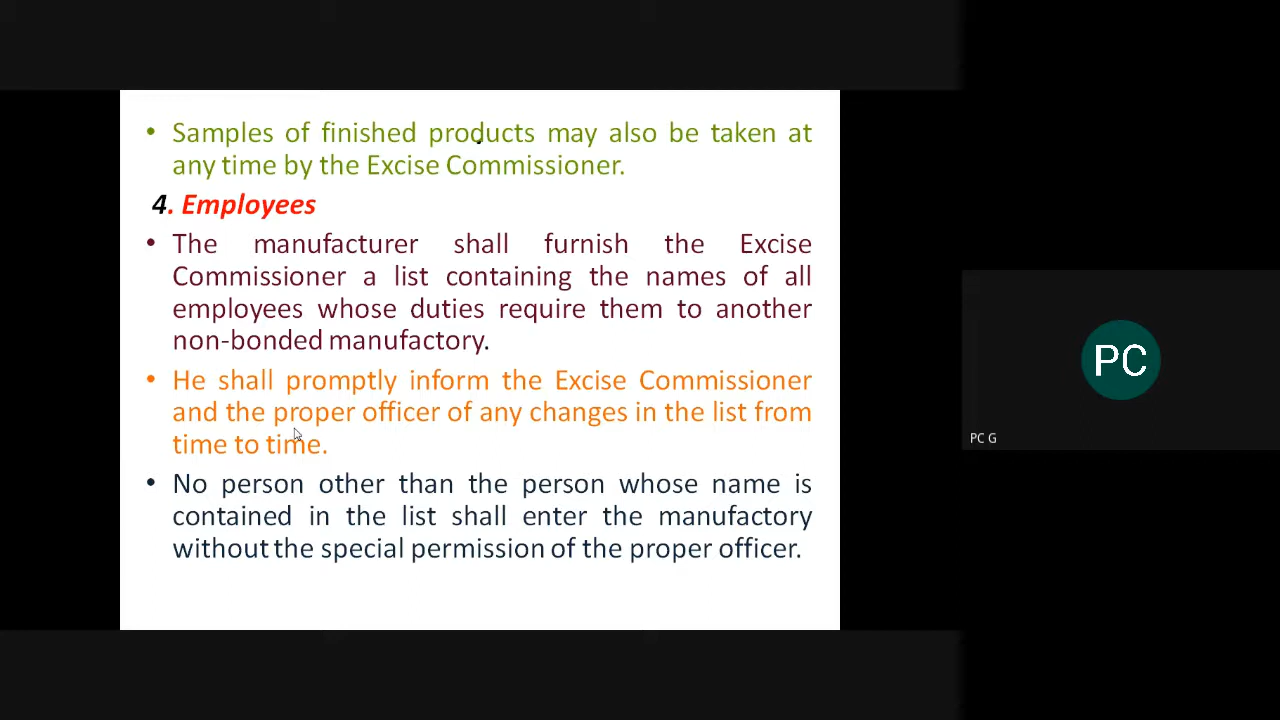 • Samples of finished products may also be taken at
any time by the Excise Commissioner.
4. Employees
• The manufacturer shall furnish the Excise
Commissioner a list containing the names of all
employees whose duties require them to another
non-bonded manufactory.
• He shall promptly inform the Excise Commissioner
and the proper officer of any changes in the list from
time to time.
• No person other than the person whose name is
contained in the list shall enter the manufactory
without the special permission of the proper officer.
PC
PC G